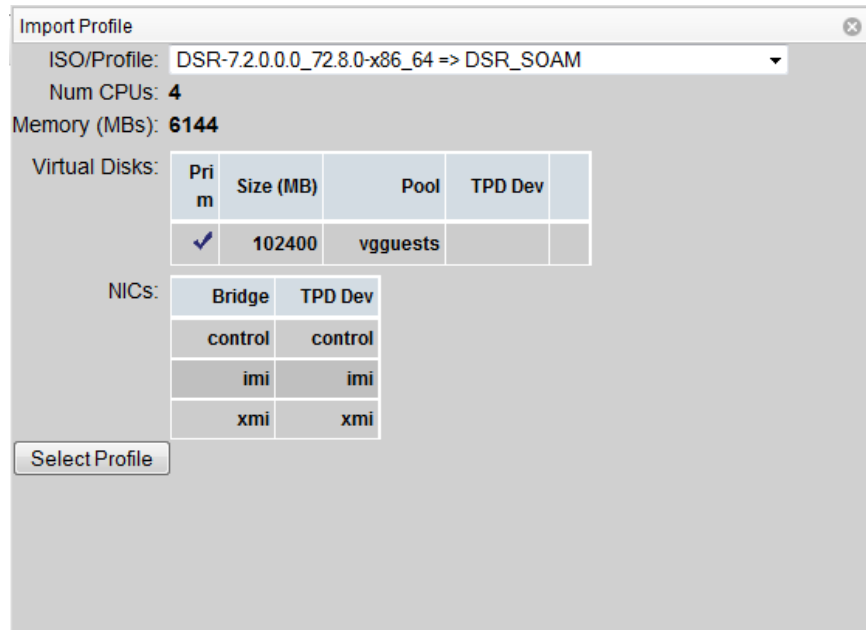 Import Profile
ISO/Profile: DSR-7.2.0.0.0_72.8.0-x86_64 => DSR_SOAM
Num CPUs: 4
Memory (MBs): 6144
Virtual Disks:
Pri
m Size (MB) Pool TPD Dev
102400 vgguests
NICs: Bridge TPD Dev
control control
imi imi
xmi xmi
Select Profile